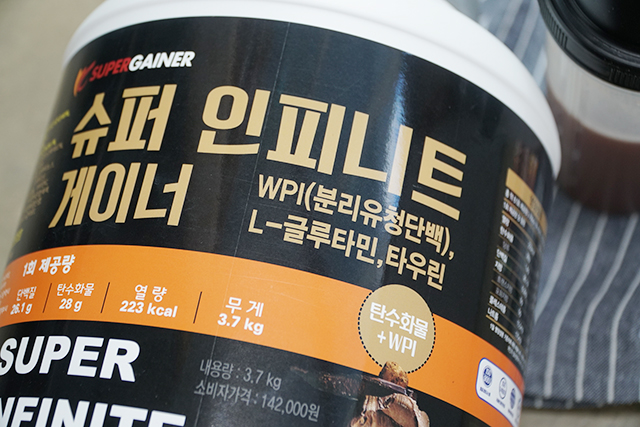 SUPERGAINER
슈퍼 인피니트
게이너
WPI(분리유청단백),
L-글루타민, 타우린
1회 제공량
단백질 탄수화물 열 량 무 게
26.1g 28 g 223 kcal 3.7 kg
탄수화물
+WPI
SUPER
내용량 : 3.7 kg
소비자가격 : 142,000원
NFINITE